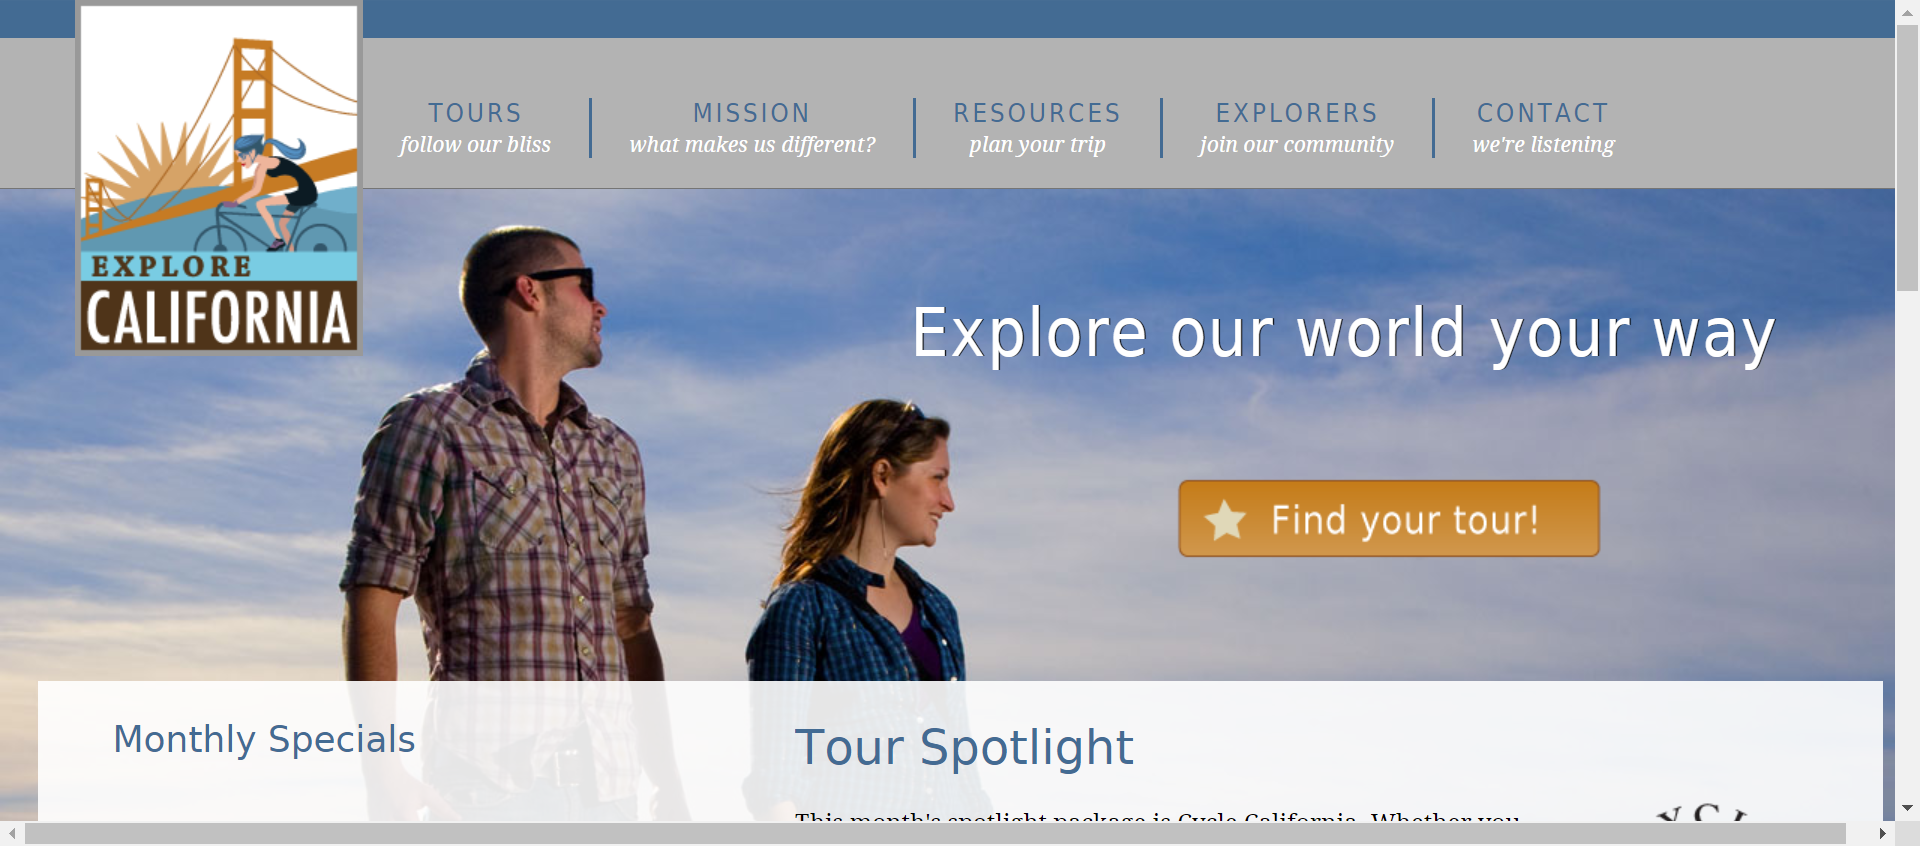 EXPLORE
CALIFORNIA
TOURS
follow our bliss
MISSION
what makes us different?
RESOURCES
plan your trip
EXPLORERS
join our community
CONTACT
we're listening
Explore our world your way
Find your tour!
Monthly Specials
Tour Spotlight
This month's spotlight package is Cycle California. Whether you